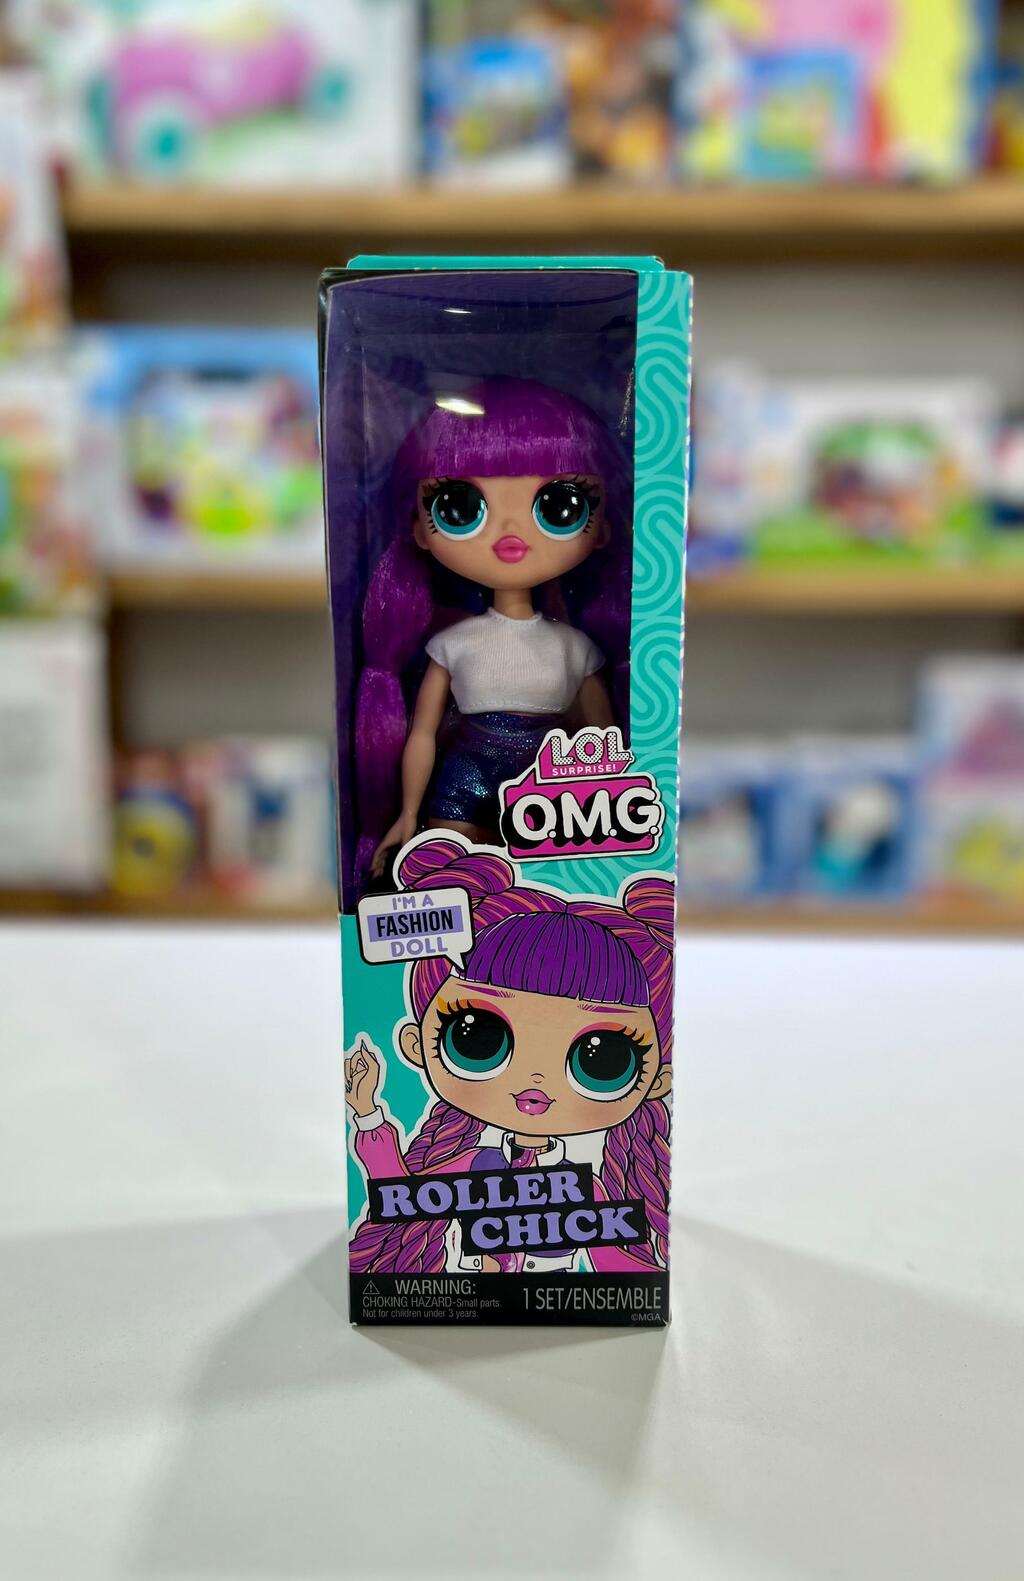 L.O.L
SURPRISE!
O.M.G.
I'M A
FASHION
DOLL
ROLLER
CHICK
WARNING:
CHOKING HAZARD-Small parts.
Not for children under 3 years.
1 SET/ENSEMBLE
©MGA